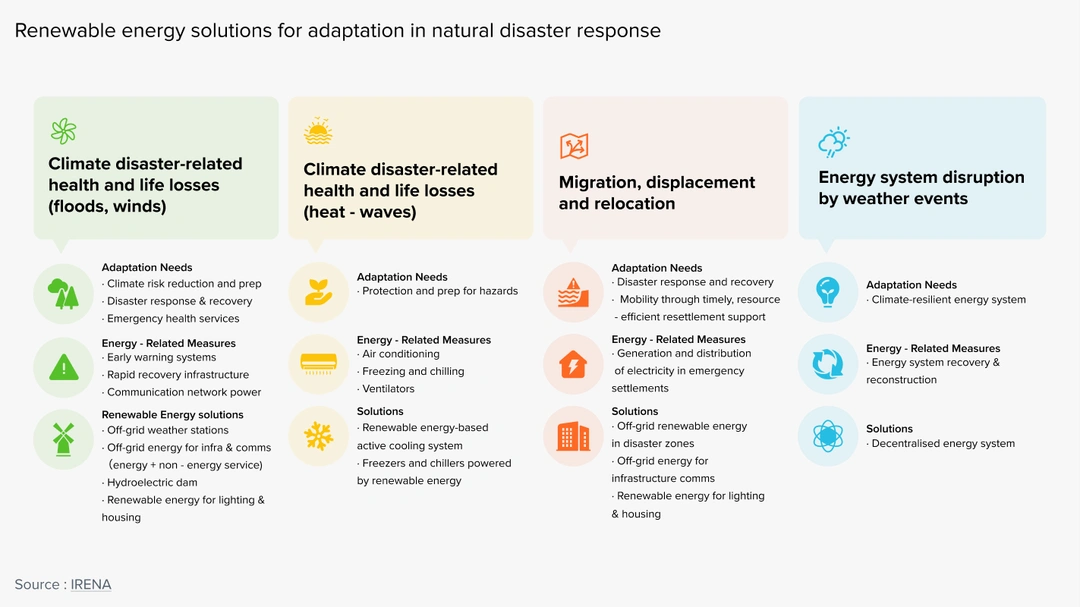 Renewable energy solutions for adaptation in natural disaster response
Climate disaster-related
health and life losses
(floods, winds)
Adaptation Needs
· Climate risk reduction and prep
· Disaster response & recovery
· Emergency health services
Energy - Related Measures
· Early warning systems
· Rapid recovery infrastructure
· Communication network power
Renewable Energy solutions
· Off-grid weather stations
· Off-grid energy for infra & comms
(energy + non - energy service)
· Hydroelectric dam
· Renewable energy for lighting &
housing
Climate disaster-related
health and life losses
(heat - waves)
Adaptation Needs
· Protection and prep for hazards
Energy - Related Measures
· Air conditioning
· Freezing and chilling
· Ventilators
Solutions
· Renewable energy-based
active cooling system
· Freezers and chillers powered
by renewable energy
Migration, displacement
and relocation
Adaptation Needs
· Disaster response and recovery
· Mobility through timely, resource
- efficient resettlement support
Energy - Related Measures
· Generation and distribution
of electricity in emergency
settlements
Solutions
· Off-grid renewable energy
in disaster zones
· Off-grid energy for
infrastructure comms
· Renewable energy for lighting
& housing
Energy system disruption
by weather events
Adaptation Needs
· Climate-resilient energy system
Energy - Related Measures
· Energy system recovery &
reconstruction
Solutions
· Decentralised energy system
Source : IRENA